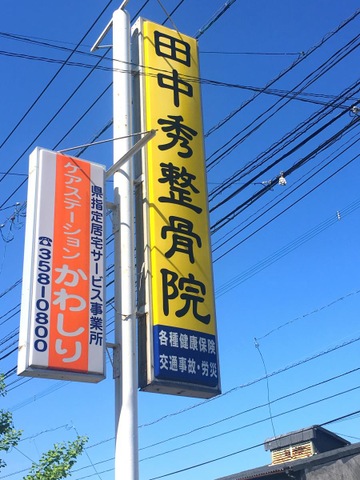 田中秀整骨院
各種健康保険
交通事故・労災
県指定居宅サービス事業所
ケアステーション
かわしり
☎358-0800